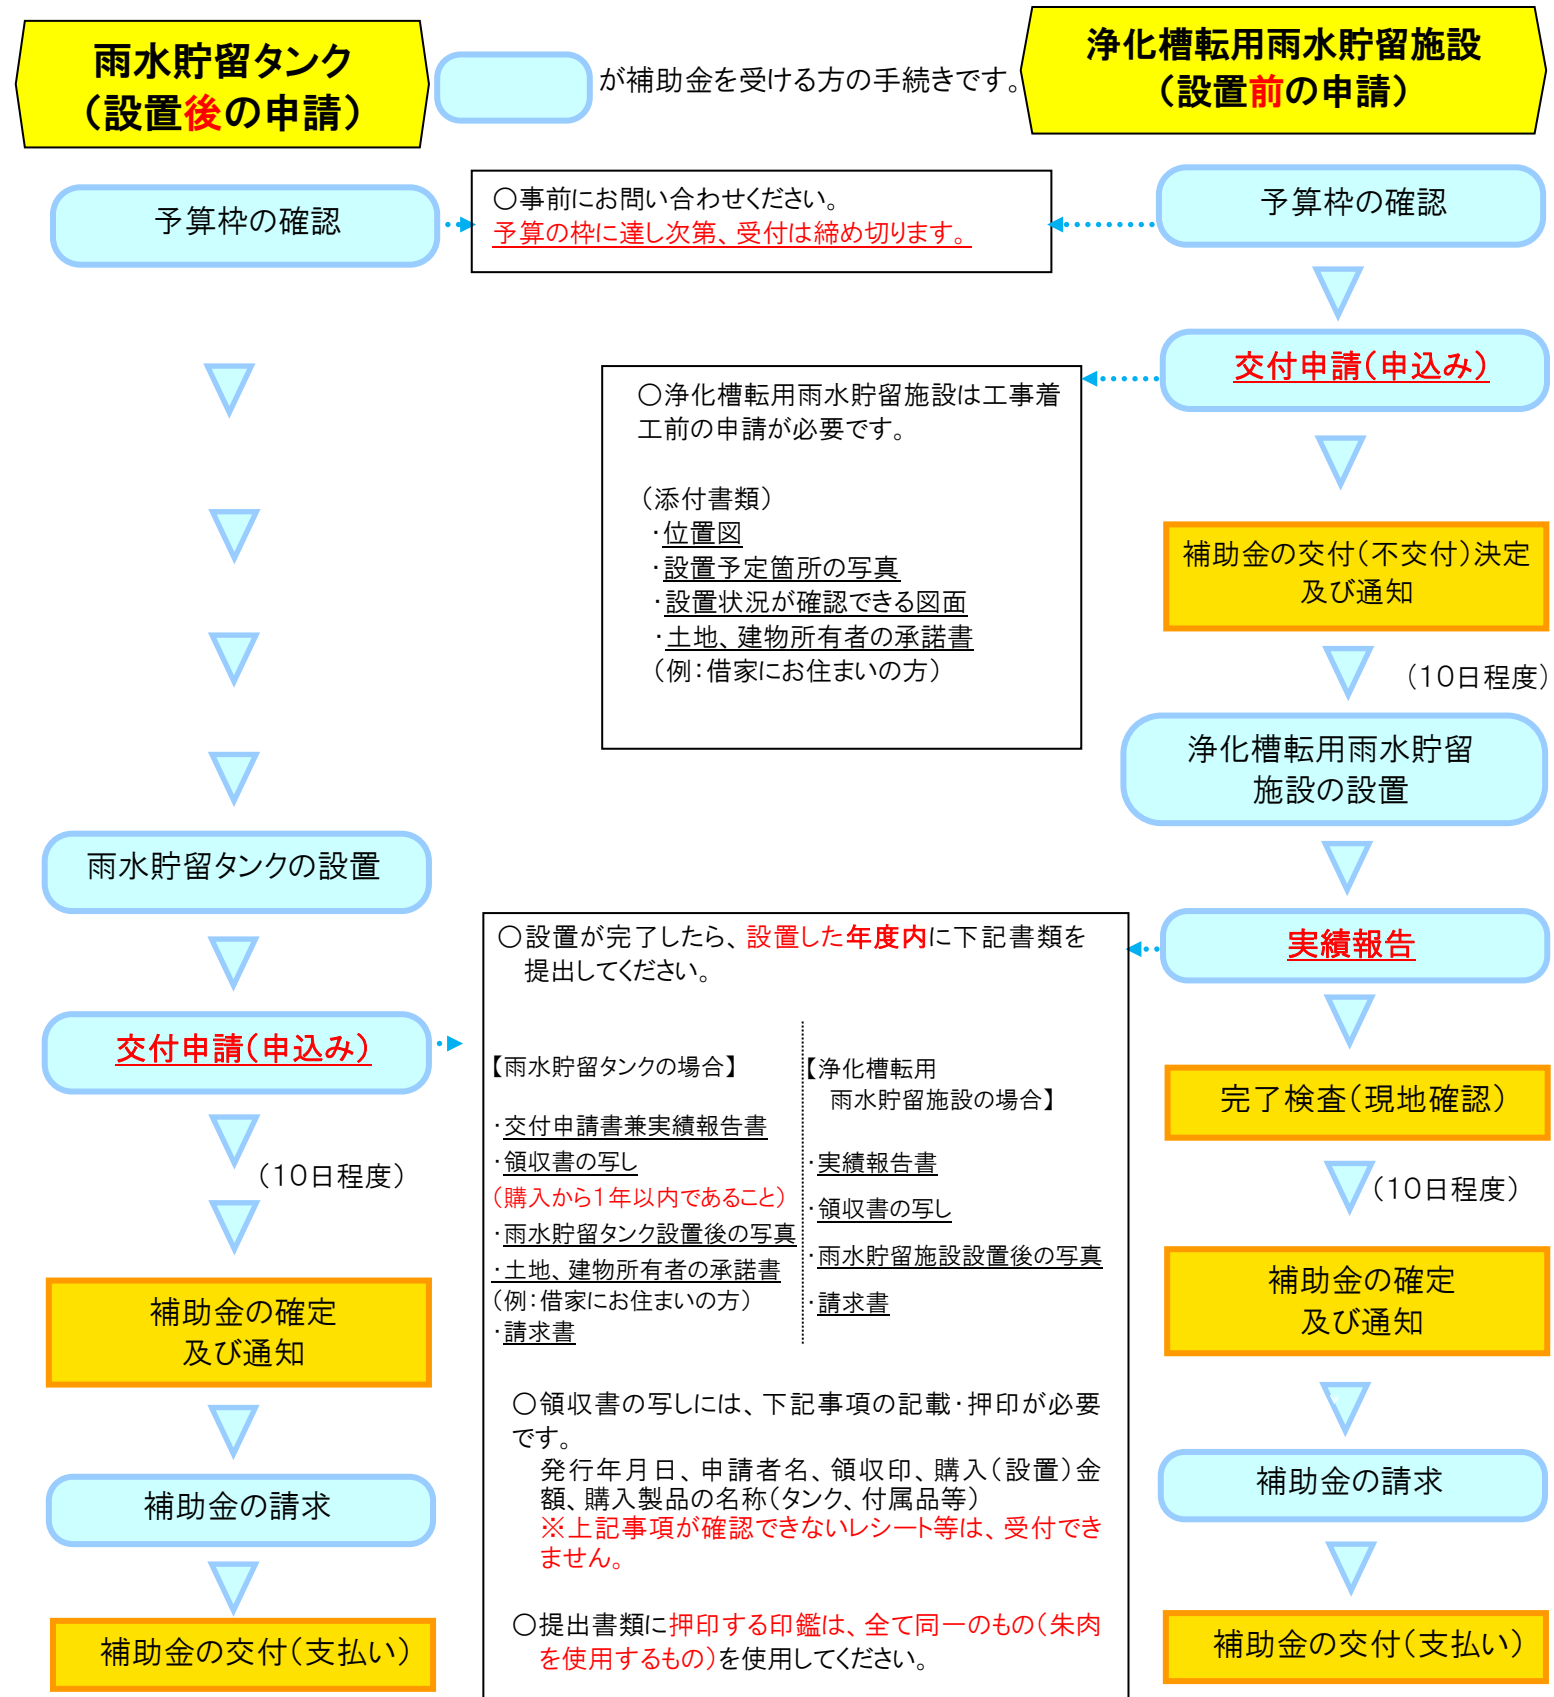 雨水貯留タンク
（設置後の申請）
が補助金を受ける方の手続きです。
浄化槽転用雨水貯留施設
（設置前の申請）
予算枠の確認
○事前にお問い合わせください。
予算の枠に達し次第、受付は締め切ります。
予算枠の確認
交付申請（申込み）
○浄化槽転用雨水貯留施設は工事着
工前の申請が必要です。
（添付書類）
・位置図
・設置予定箇所の写真
・設置状況が確認できる図面
・土地、建物所有者の承諾書
（例：借家にお住まいの方）
補助金の交付（不交付）決定
及び通知
（10日程度）
浄化槽転用雨水貯留
施設の設置
雨水貯留タンクの設置
実績報告
○設置が完了したら、設置した年度内に下記書類を
提出してください。
交付申請（申込み）
【雨水貯留タンクの場合】
・交付申請書兼実績報告書
・領収書の写し
（購入から1年以内であること）
・雨水貯留タンク設置後の写真
・土地、建物所有者の承諾書
（例：借家にお住まいの方）
・請求書
【浄化槽転用
雨水貯留施設の場合】
・実績報告書
・領収書の写し
・雨水貯留施設設置後の写真
・請求書
完了検査（現地確認）
（10日程度）
（10日程度）
補助金の確定
及び通知
補助金の確定
及び通知
○領収書の写しには、下記事項の記載・押印が必要
です。
発行年月日、申請者名、領収印、購入（設置）金
額、購入製品の名称（タンク、付属品等）
※上記事項が確認できないレシート等は、受付でき
ません。
補助金の請求
補助金の請求
○提出書類に押印する印鑑は、全て同一のもの（朱肉
を使用するもの）を使用してください。
補助金の交付（支払い）
補助金の交付（支払い）